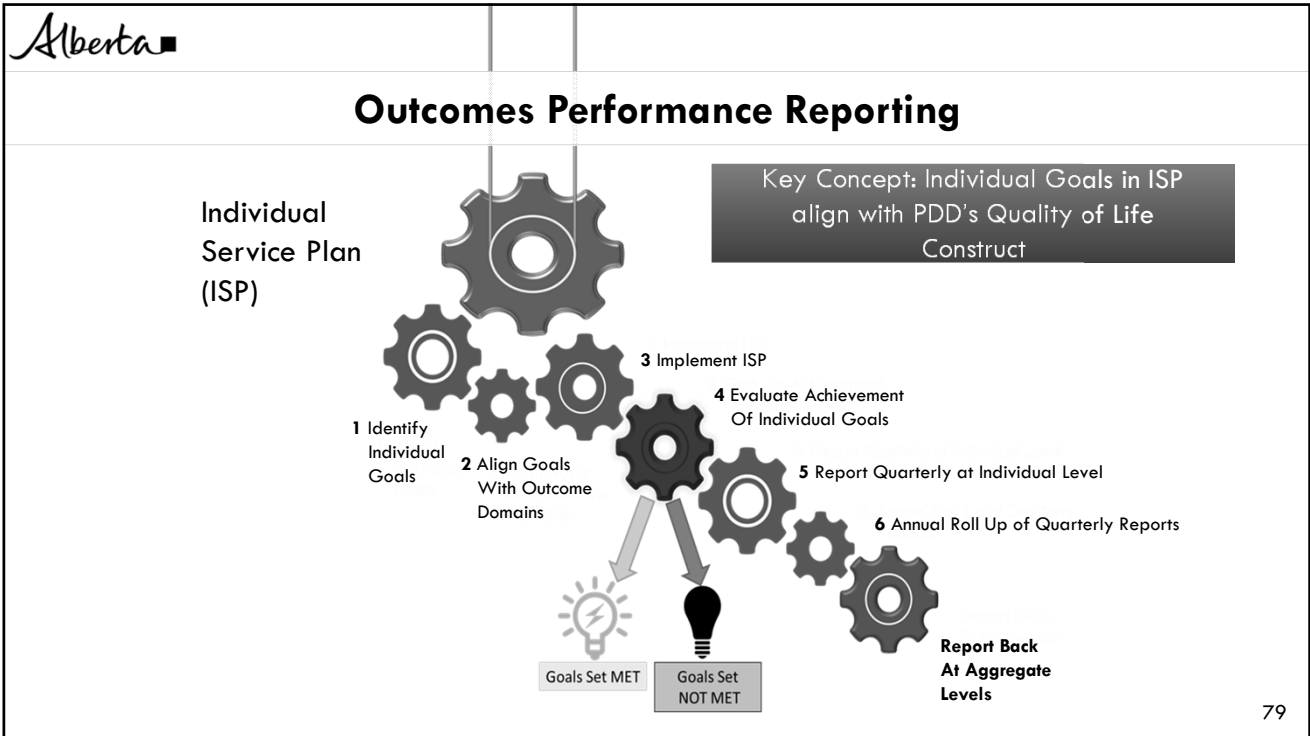 Alberta
Outcomes Performance Reporting
Individual
Service Plan
(ISP)
Key Concept: Individual Goals in ISP
align with PDD's Quality of Life
Construct
1 Identify
Individual
Goals
2 Align Goals
With Outcome
Domains
3 Implement ISP
4 Evaluate Achievement
Of Individual Goals
5 Report Quarterly at Individual Level
6 Annual Roll Up of Quarterly Reports
Goals Set MET
Goals Set
NOT MET
Report Back
At Aggregate
Levels
79